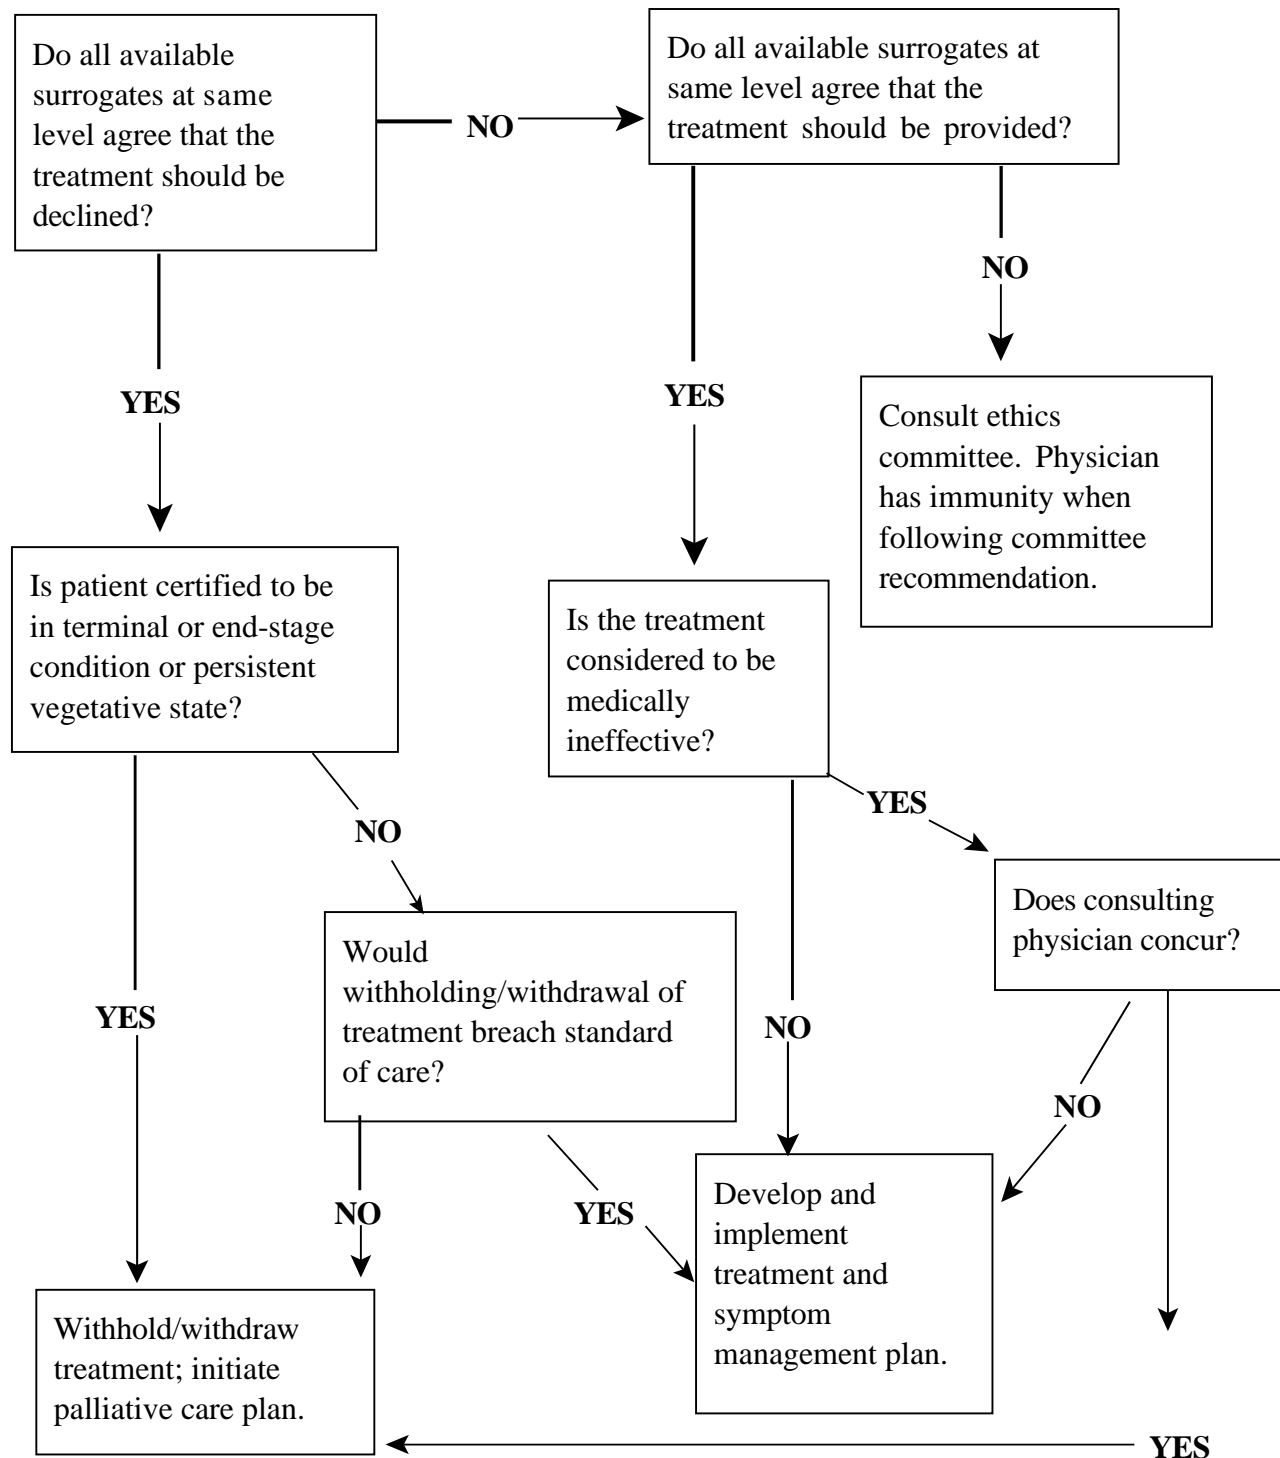 Do all available
surrogates at same
level agree that the
treatment should be
declined?
NO
Do all available surrogates at
same level agree that the
treatment should be provided?
YES
YES
NO
Consult ethics
committee. Physician
has immunity when
following committee
recommendation.
Is patient certified to be
in terminal or end-stage
condition or persistent
vegetative state?
Is the treatment
considered to be
medically
ineffective?
NO
YES
Does consulting
physician concur?
Would
withholding/withdrawal of
treatment breach standard
of care?
YES
NO
NO
NO
YES
Develop and
implement
treatment and
symptom
management plan.
Withhold/withdraw
treatment; initiate
palliative care plan.
YES